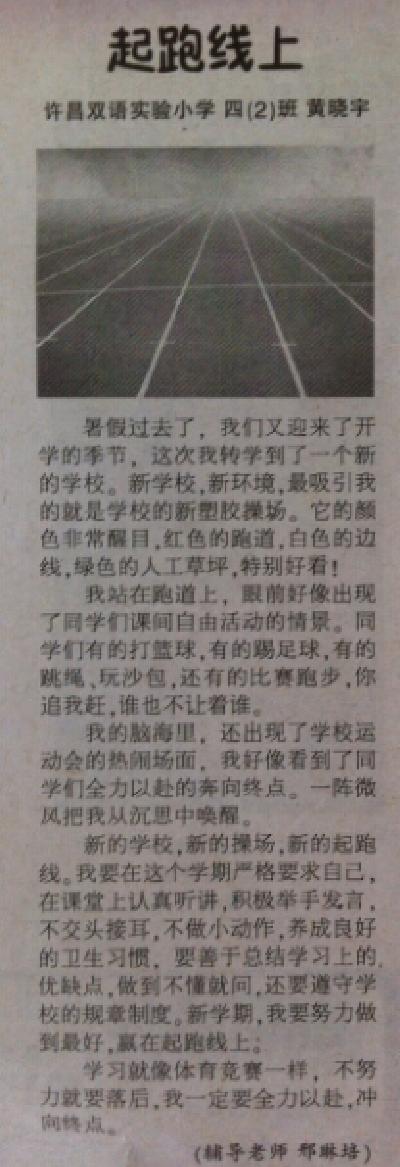 起跑线上
许昌双语实验小学 四(2)班 黄晓宇
暑假过去了，我们又迎来了开
学的季节，这次我转学到了一个新
的学校。新学校,新环境,最吸引我
的就是学校的新塑胶操场。它的颜
色非常醒目,红色的跑道,白色的边
线,绿色的人工草坪,特别好看!
我站在跑道上，眼前好像出现
了同学们课间自由活动的情景。同
学们有的打篮球,有的踢足球,有的
跳绳、玩沙包,还有的比赛跑步,你
追我赶,谁也不让着谁。
我的脑海里，还出现了学校运
动会的热闹场面，我好像看到了同
学们全力以赴的奔向终点。一阵微
风把我从沉思中唤醒。
新的学校,新的操场,新的起跑
线。我要在这个学期严格要求自己,
在课堂上认真听讲,积极举手发言,
不交头接耳,不做小动作,养成良好
的卫生习惯，要善于总结学习上的
优缺点,做到不懂就问,还要遵守学
校的规章制度。新学期,我要努力做
到最好,赢在起跑线上;
学习就像体育竞赛一样，不努
力就要落后,我一定要全力以赴,冲
向终点。
(辅导老师 邢琳培)